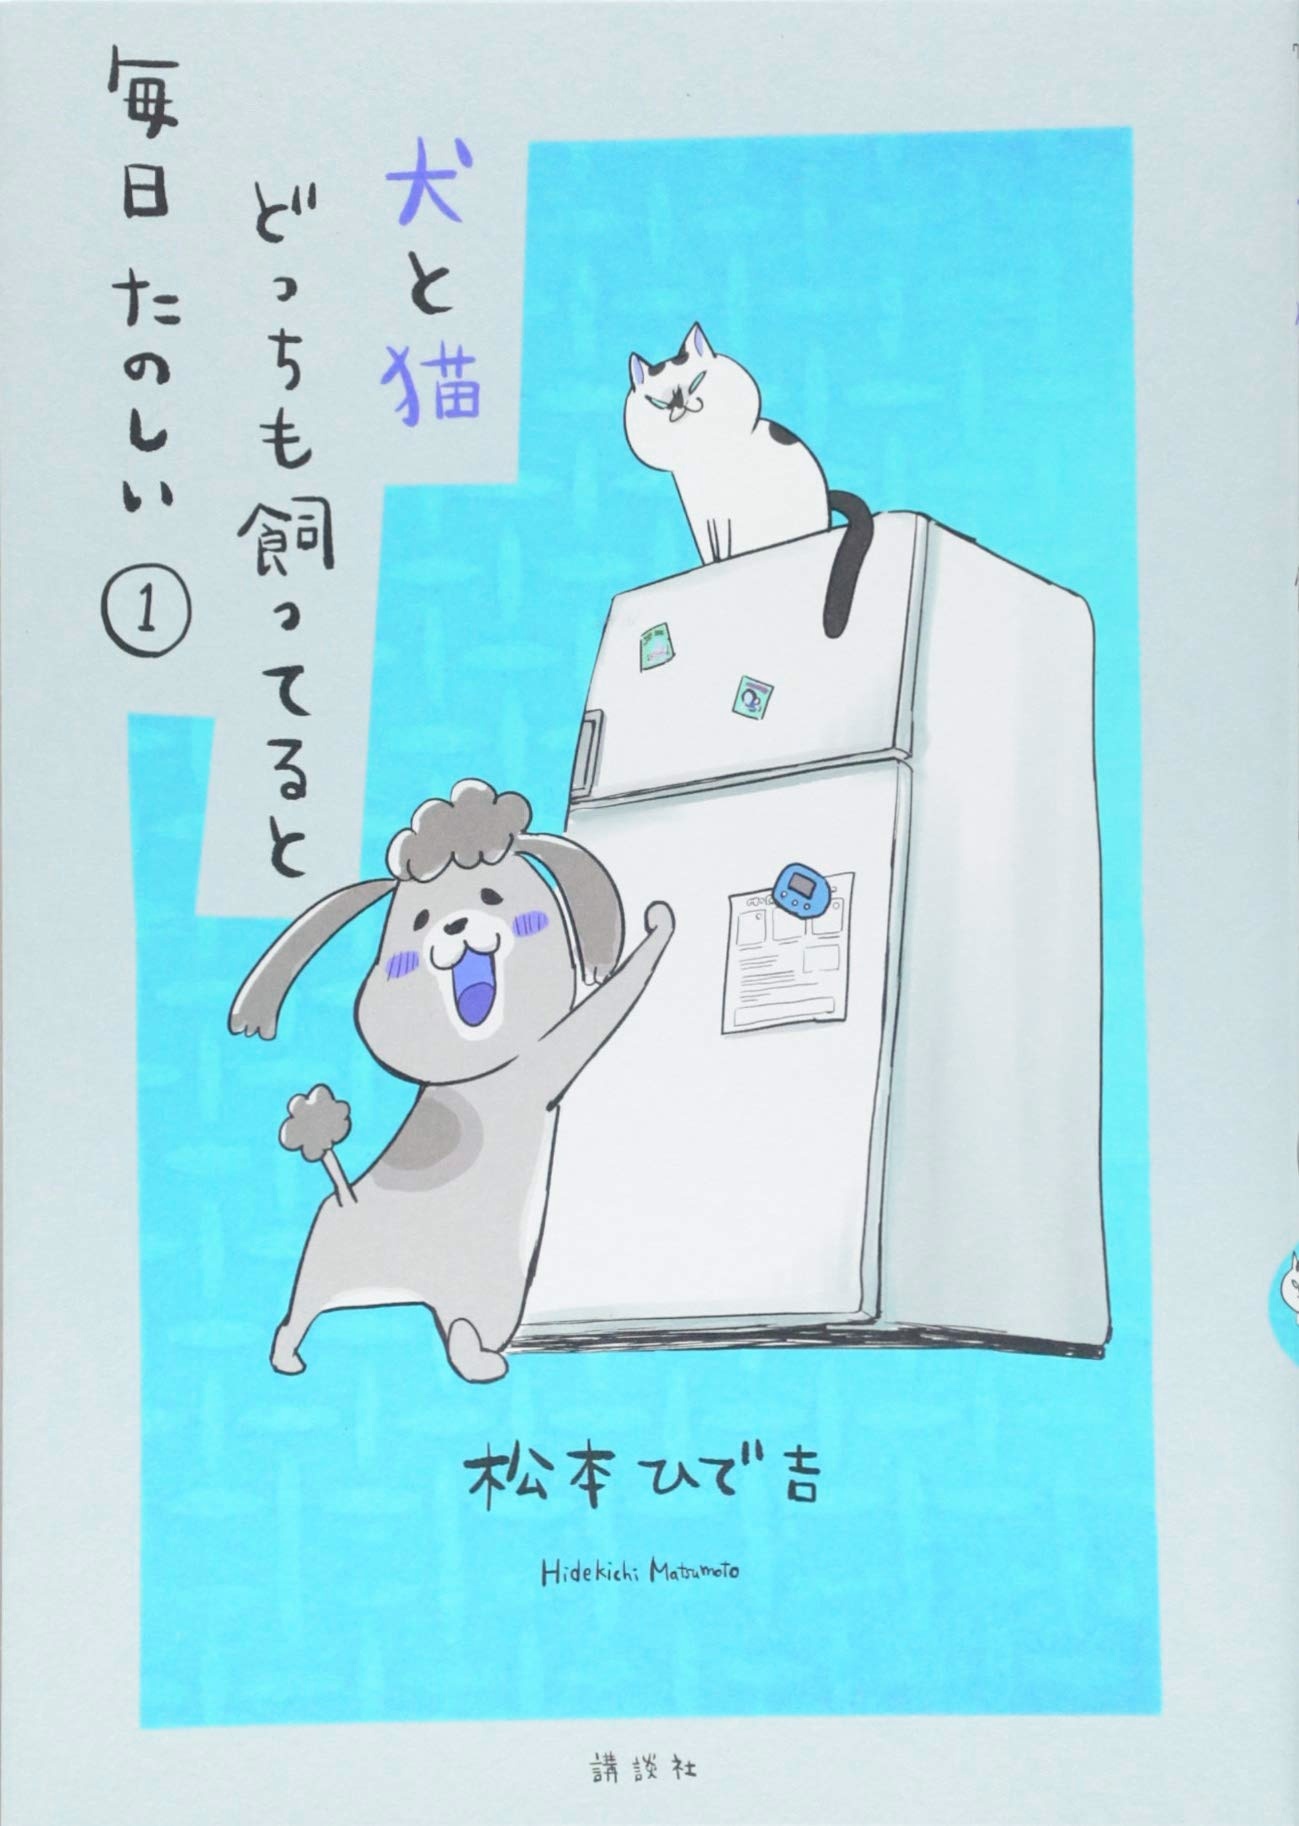 犬と猫
どっちも飼ってると
毎日たのしい
①
松本ひで吉
Hidekichi Matsumoto
講談社